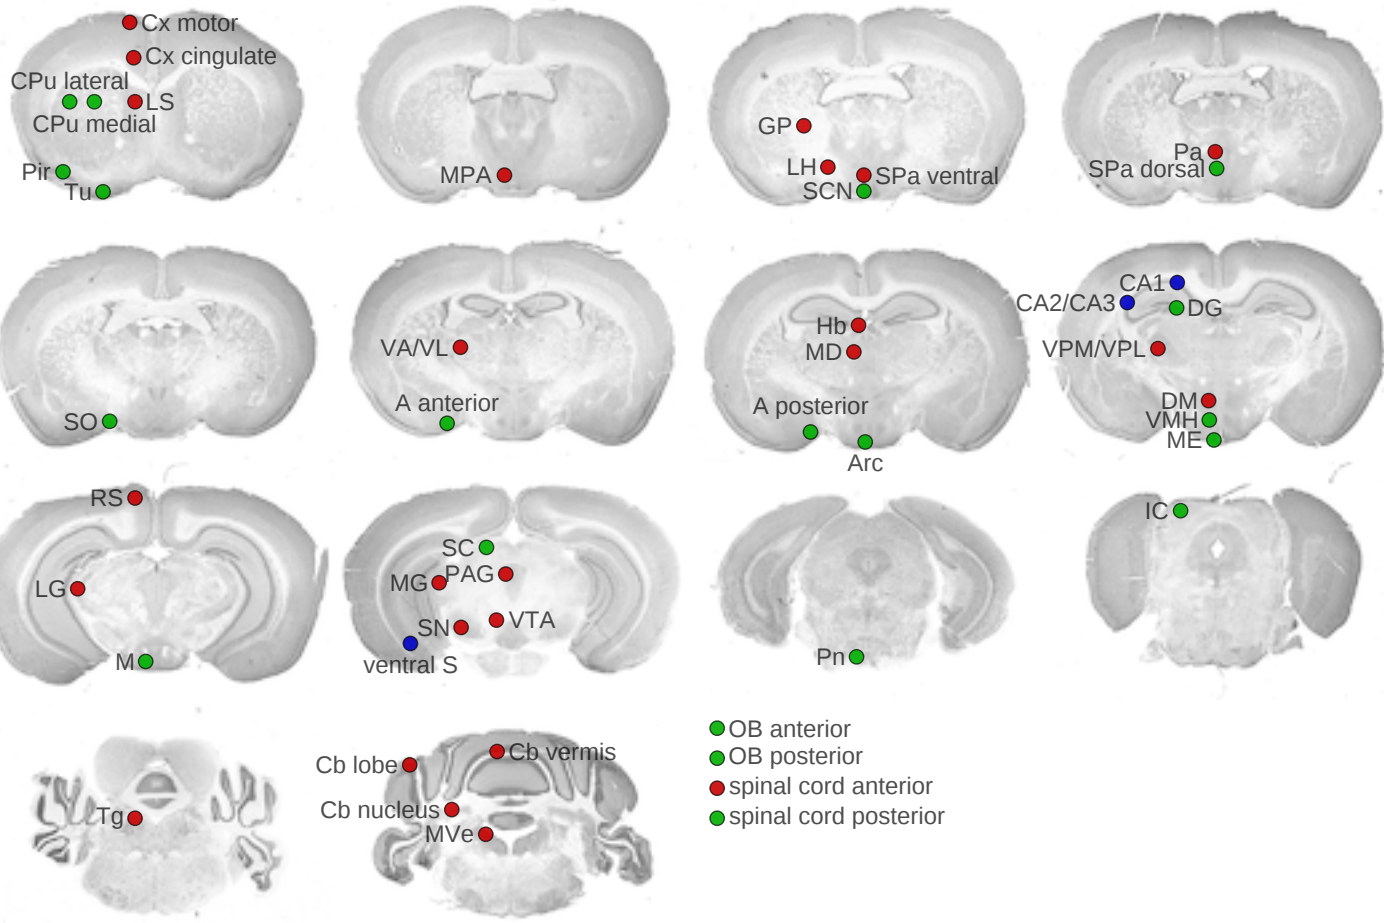 Cx motor
Cx cingulate
CPu lateral
LS
CPu medial
Pir
Tu
MPA
GP
LH
SPa ventral
SCN
Pa
SPa dorsal
SO
VA/VL
A anterior
Hb
MD
A posterior
Arc
CA1
CA2/CA3
DG
VPM/VPL
DM
VMH
ME
RS
LG
M
SC
MG
PAG
SN
VTA
ventral S
Pn
IC
Tg
Cb vermis
Cb lobe
Cb nucleus
MVe
OB anterior
OB posterior
spinal cord anterior
spinal cord posterior